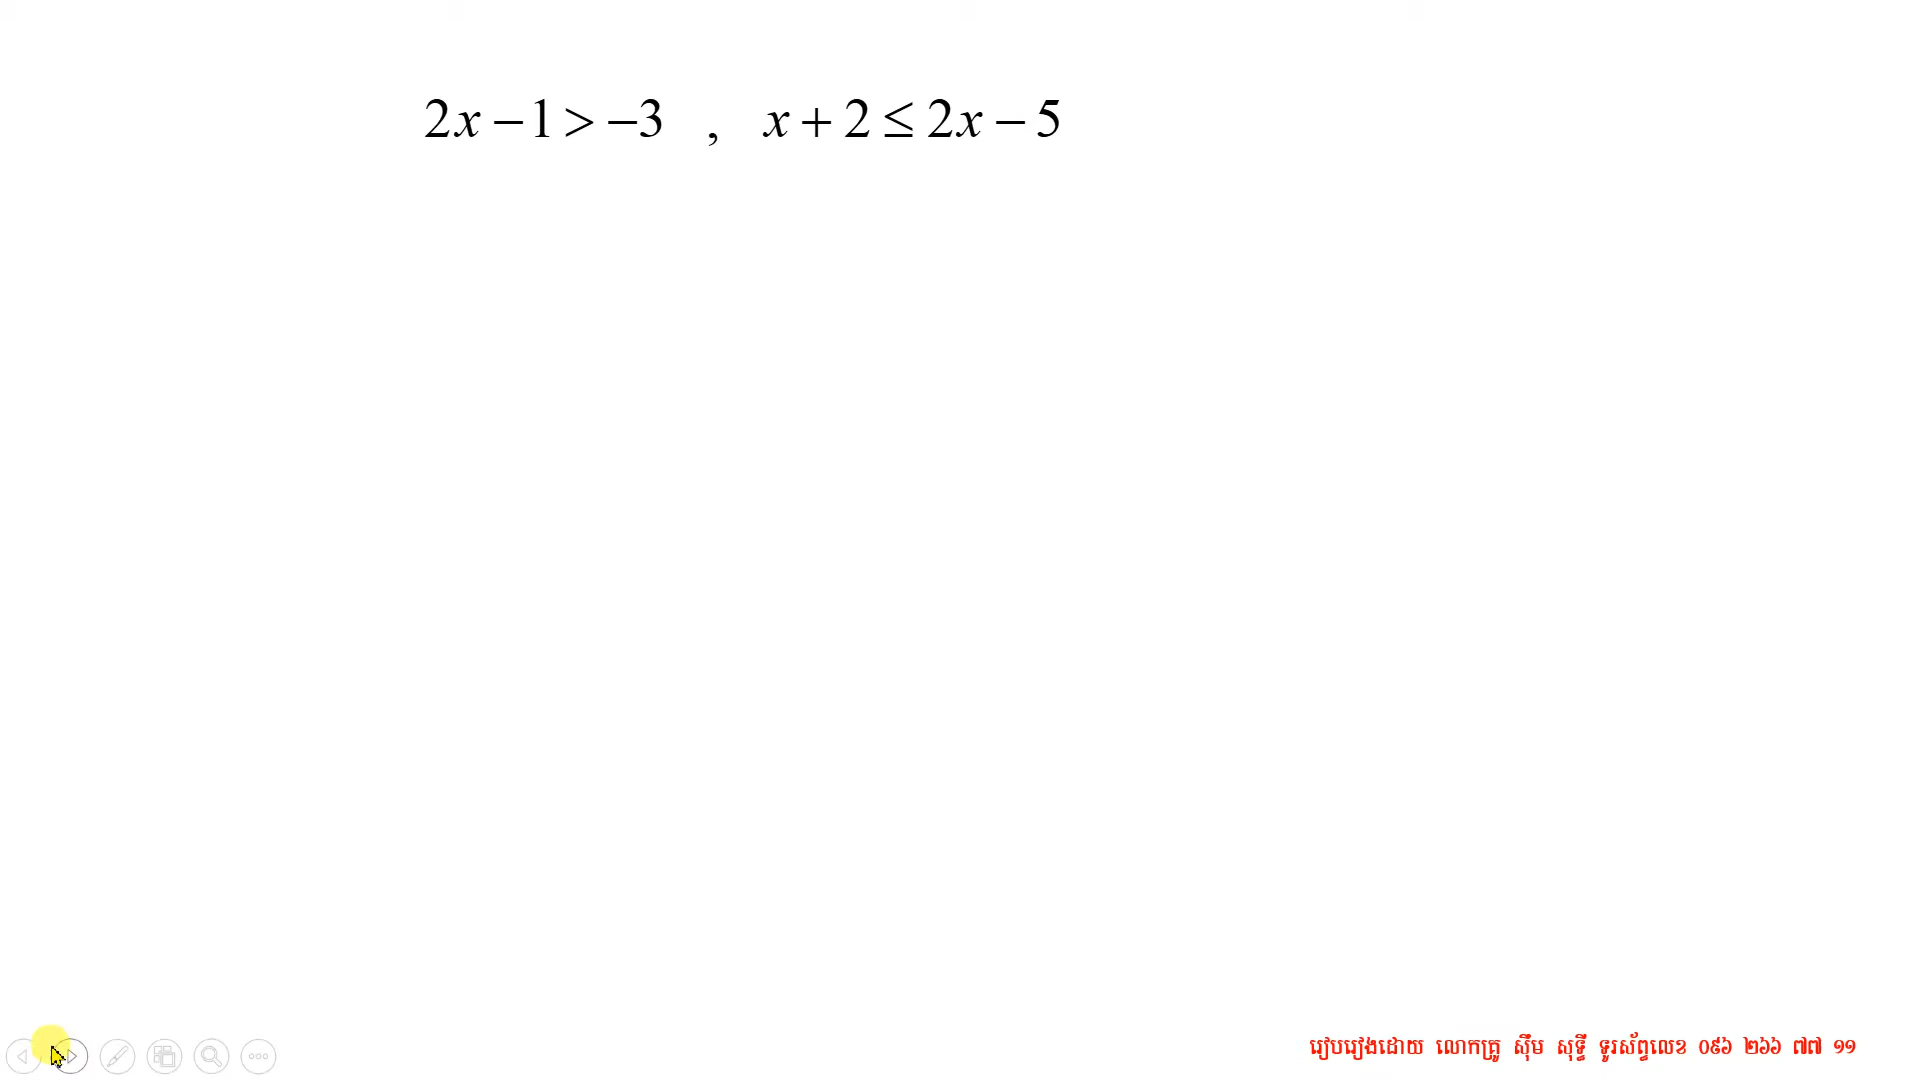 2x − 1 > −3 , x + 2 ≤ 2x − 5
រៀបរៀងដោយ លោកគ្រូ ស៊ឹម សុទ្ធី ទូរស័ព្ទលេខ ០៩៦ ២៦៦ ៧៧ ១១